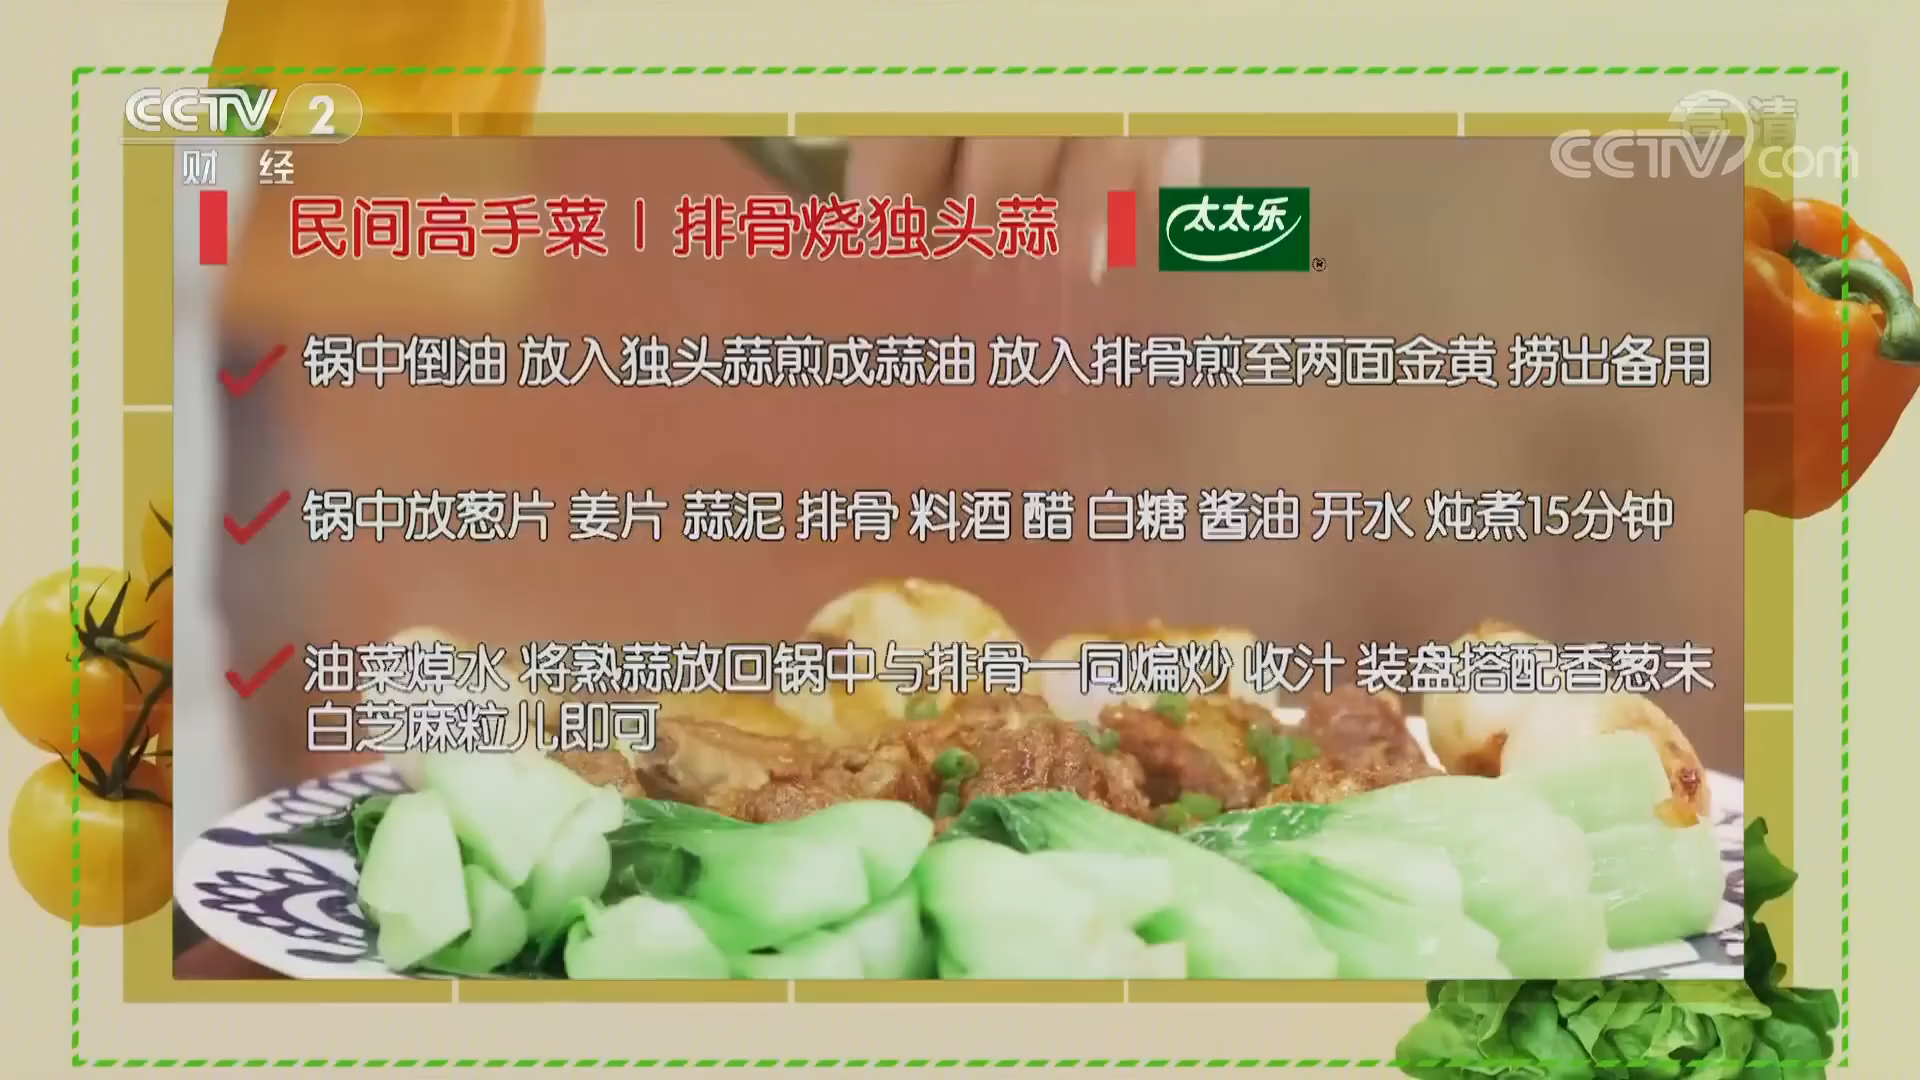 CCTV 2
财 经
高清
CCTV com
民间高手菜 | 排骨烧独头蒜
太太乐
®
锅中倒油 放入独头蒜煎成蒜油 放入排骨煎至两面金黄 捞出备用
锅中放葱片 姜片 蒜泥 排骨 料酒 醋 白糖 酱油 开水 炖煮15分钟
油菜焯水 将熟蒜放回锅中与排骨一同煸炒 收汁 装盘搭配香葱末
白芝麻粒儿即可